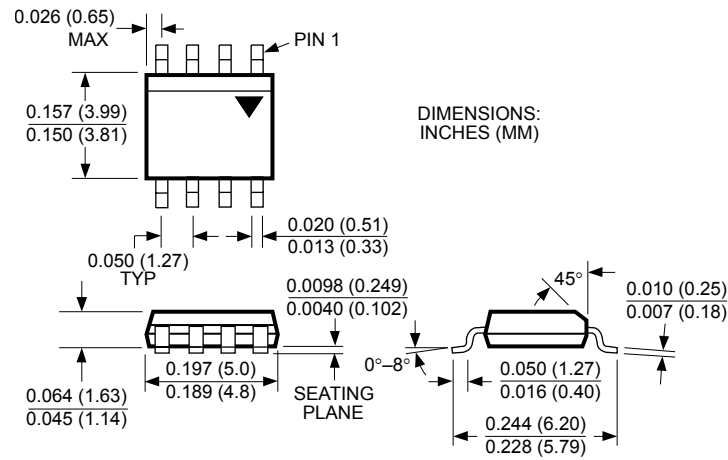 0.026 (0.65)
MAX
PIN 1
0.157 (3.99)
0.150 (3.81)
DIMENSIONS:
INCHES (MM)
0.020 (0.51)
0.013 (0.33)
0.050 (1.27)
TYP
0.0098 (0.249)
0.0040 (0.102)
45°
0.010 (0.25)
0.007 (0.18)
0°–8°
0.064 (1.63)
0.045 (1.14)
0.197 (5.0)
0.189 (4.8)
SEATING
PLANE
0.050 (1.27)
0.016 (0.40)
0.244 (6.20)
0.228 (5.79)